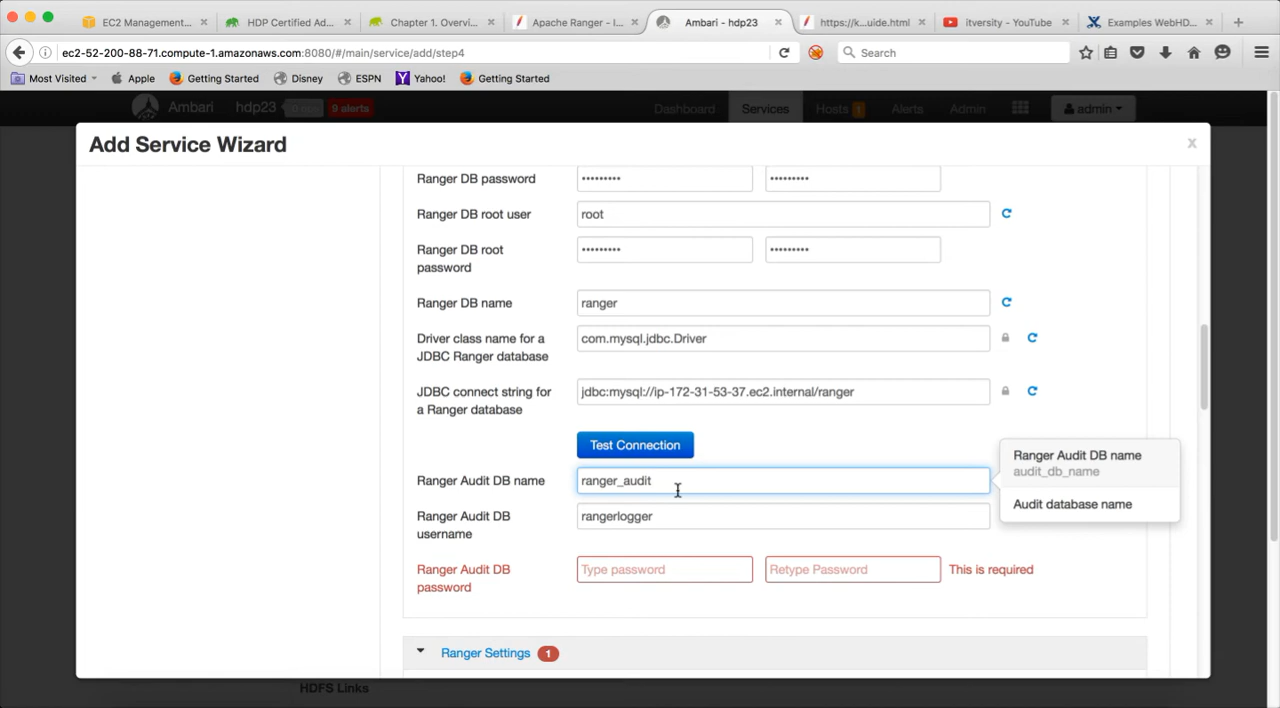 EC2 Management...
HDP Certified Ad...
Chapter 1. Overvi...
Apache Ranger - I...
Ambari - hdp23
https://k...uide.html
itversity - YouTube
Examples WebHD...
ec2-52-200-88-71.compute-1.amazonaws.com:8080/#/main/service/add/step4
Search
Most Visited
Apple
Getting Started
Disney
ESPN
Yahoo!
Getting Started
Ambari
hdp23
9 alerts
Dashboard
Services
Hosts 1
Alerts
Admin
admin
Add Service Wizard
x
Ranger DB password
Ranger DB root user
root
Ranger DB root
password
Ranger DB name
ranger
Driver class name for a
JDBC Ranger database
com.mysql.jdbc.Driver
JDBC connect string for
a Ranger database
jdbc:mysql://ip-172-31-53-37.ec2.internal/ranger
Test Connection
Ranger Audit DB name
ranger_audit
Ranger Audit DB name
audit_db_name
Audit database name
Ranger Audit DB
username
rangerlogger
Ranger Audit DB
password
Type password
Retype Password
This is required
Ranger Settings 1
HDFS Links